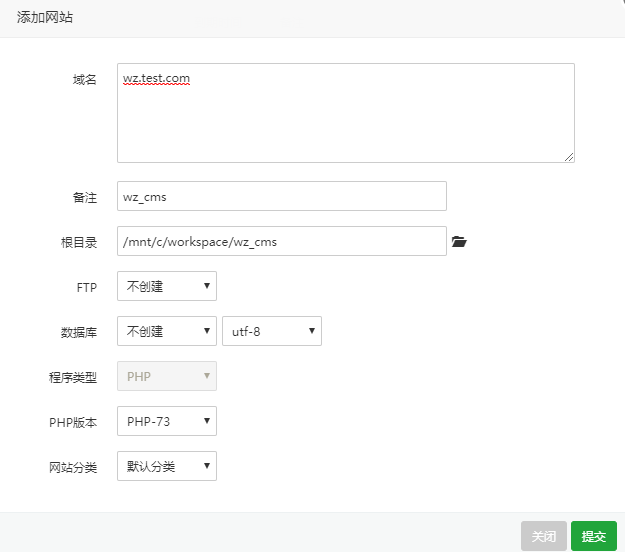 添加网站
域名 wz.test.com
备注 wz_cms
根目录 /mnt/c/workspace/wz_cms
FTP 不创建
数据库 不创建 utf-8
程序类型 PHP
PHP版本 PHP-73
网站分类 默认分类
关闭 提交